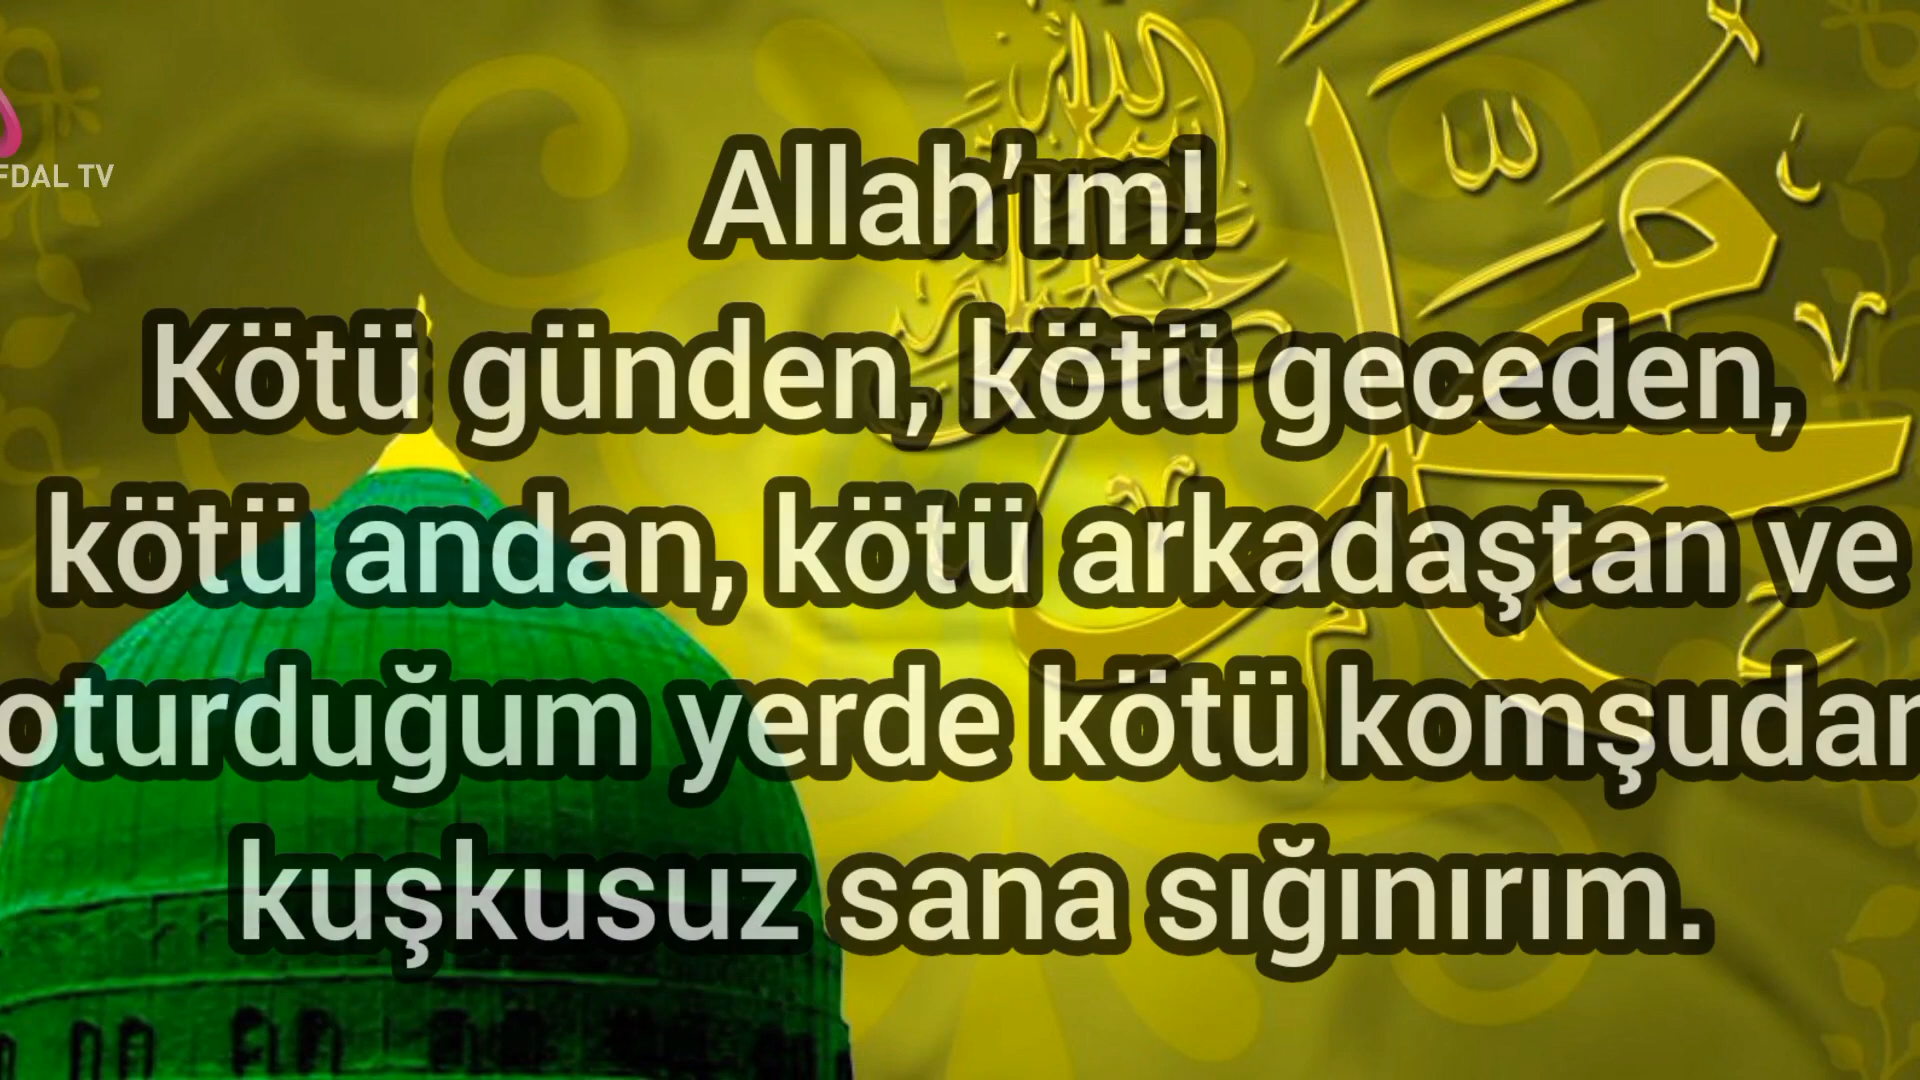 FDAL TV
Allah’ım!
Kötü günden, kötü geceden,
kötü andan, kötü arkadaştan ve
oturduğum yerde kötü komşudan
kuşkusuz sana sığınırım.
محمد